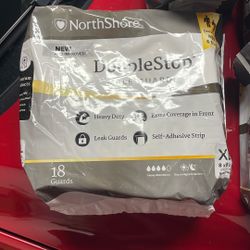 NorthShore
NEW!
DoubleStop
Heavy Duty
Extra Coverage in Front
Leak Guards
Self-Adhesive Strip
18
Guards